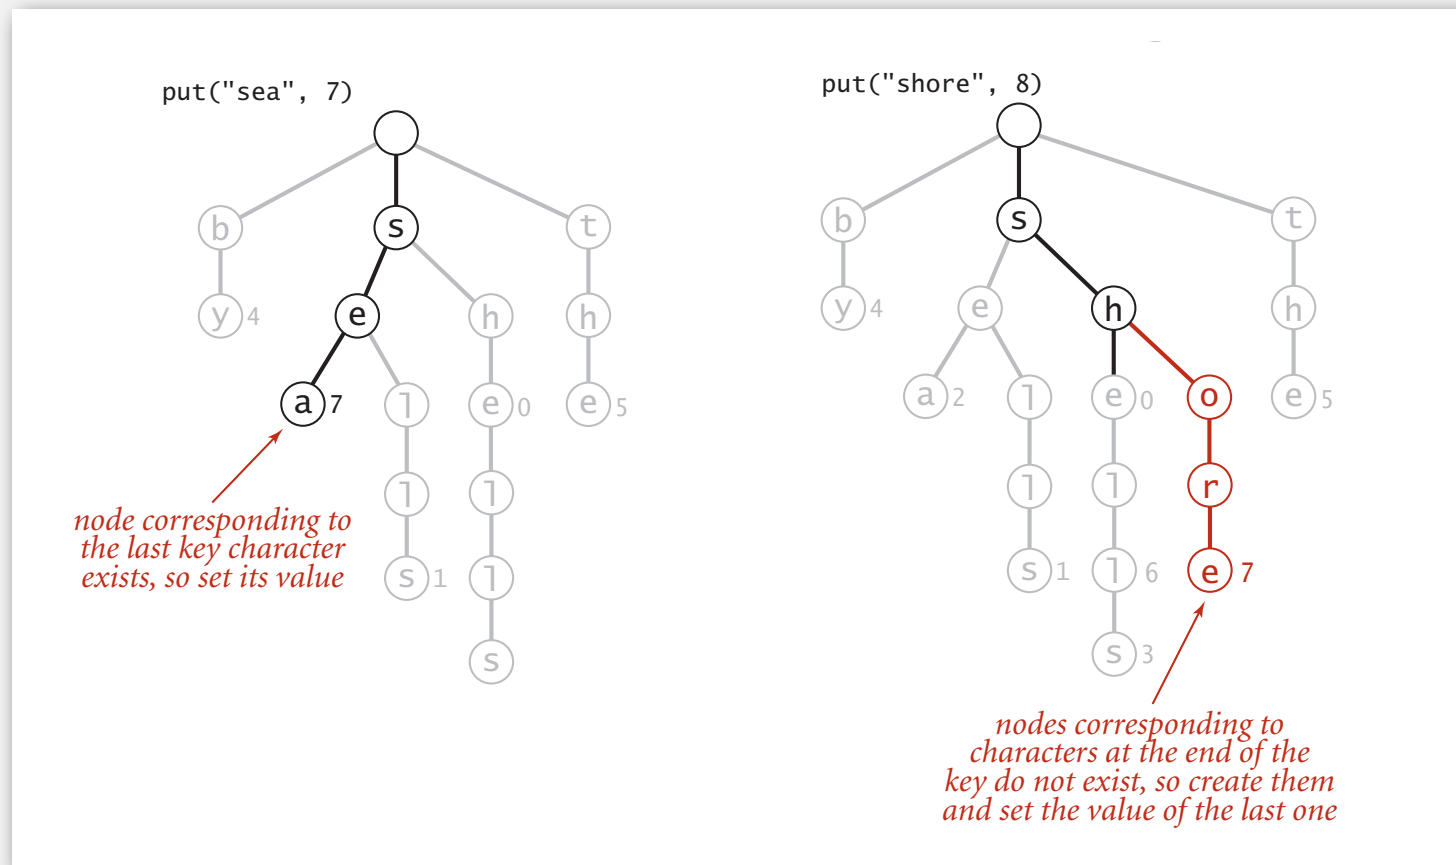 put("sea", 7)
s
b
t
y 4
e
h
h
a 7
l
e 0
e 5
l
l
s 1
l
s
node corresponding to
the last key character
exists, so set its value
put("shore", 8)
s
b
t
y 4
e
h
h
a 2
l
e 0
o
e 5
l
l
r
s 1
l 6
e 7
s 3
nodes corresponding to
characters at the end of the
key do not exist, so create them
and set the value of the last one